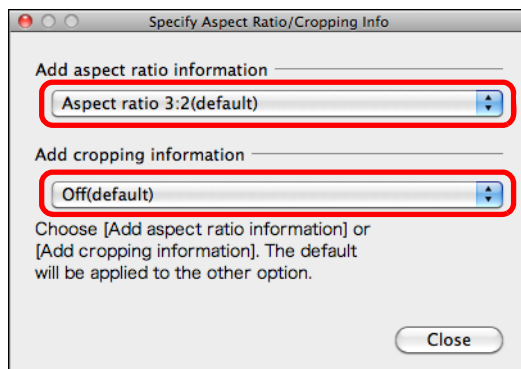 Specify Aspect Ratio/Cropping Info
Add aspect ratio information
Aspect ratio 3:2(default)
Add cropping information
Off(default)
Choose [Add aspect ratio information] or
[Add cropping information]. The default
will be applied to the other option.
Close